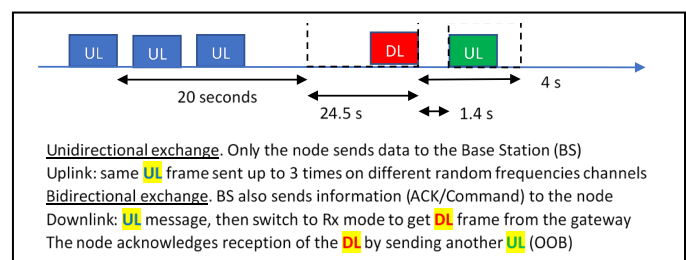 UL UL UL DL UL
4 s
20 seconds
24.5 s 1.4 s
Unidirectional exchange. Only the node sends data to the Base Station (BS)
Uplink: same UL frame sent up to 3 times on different random frequencies channels
Bidirectional exchange. BS also sends information (ACK/Command) to the node
Downlink: UL message, then switch to Rx mode to get DL frame from the gateway
The node acknowledges reception of the DL by sending another UL (OOB)